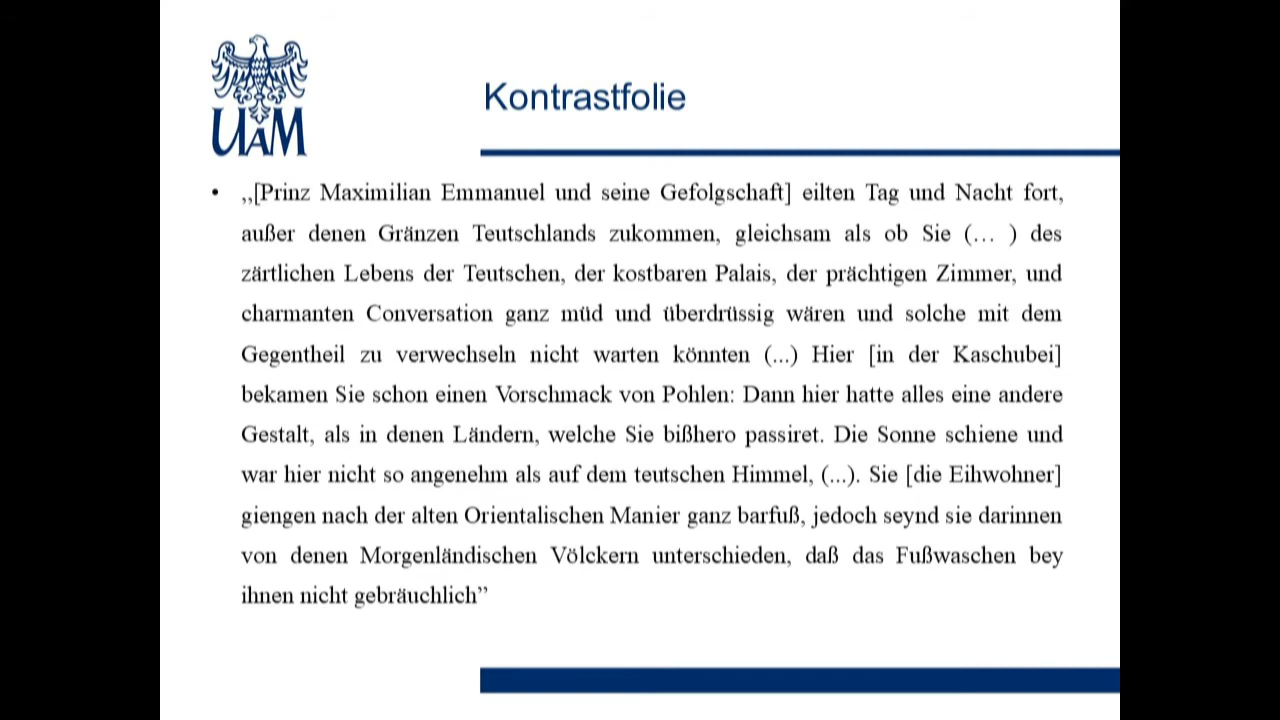 UAM
Kontrastfolie
• ,,[Prinz Maximilian Emmanuel und seine Gefolgschaft] eilten Tag und Nacht fort,
außer denen Gränzen Teutschlands zukommen, gleichsam als ob Sie (… ) des
zärtlichen Lebens der Teutschen, der kostbaren Palais, der prächtigen Zimmer, und
charmanten Conversation ganz müd und überdrüssig wären und solche mit dem
Gegentheil zu verwechseln nicht warten könnten (...) Hier [in der Kaschubei]
bekamen Sie schon einen Vorschmack von Pohlen: Dann hier hatte alles eine andere
Gestalt, als in denen Ländern, welche Sie bißhero passiret. Die Sonne schiene und
war hier nicht so angenehm als auf dem teutschen Himmel, (...). Sie [die Eihwohner]
giengen nach der alten Orientalischen Manier ganz barfuß, jedoch seynd sie darinnen
von denen Morgenländischen Völckern unterschieden, daß das Fußwaschen bey
ihnen nicht gebräuchlich”